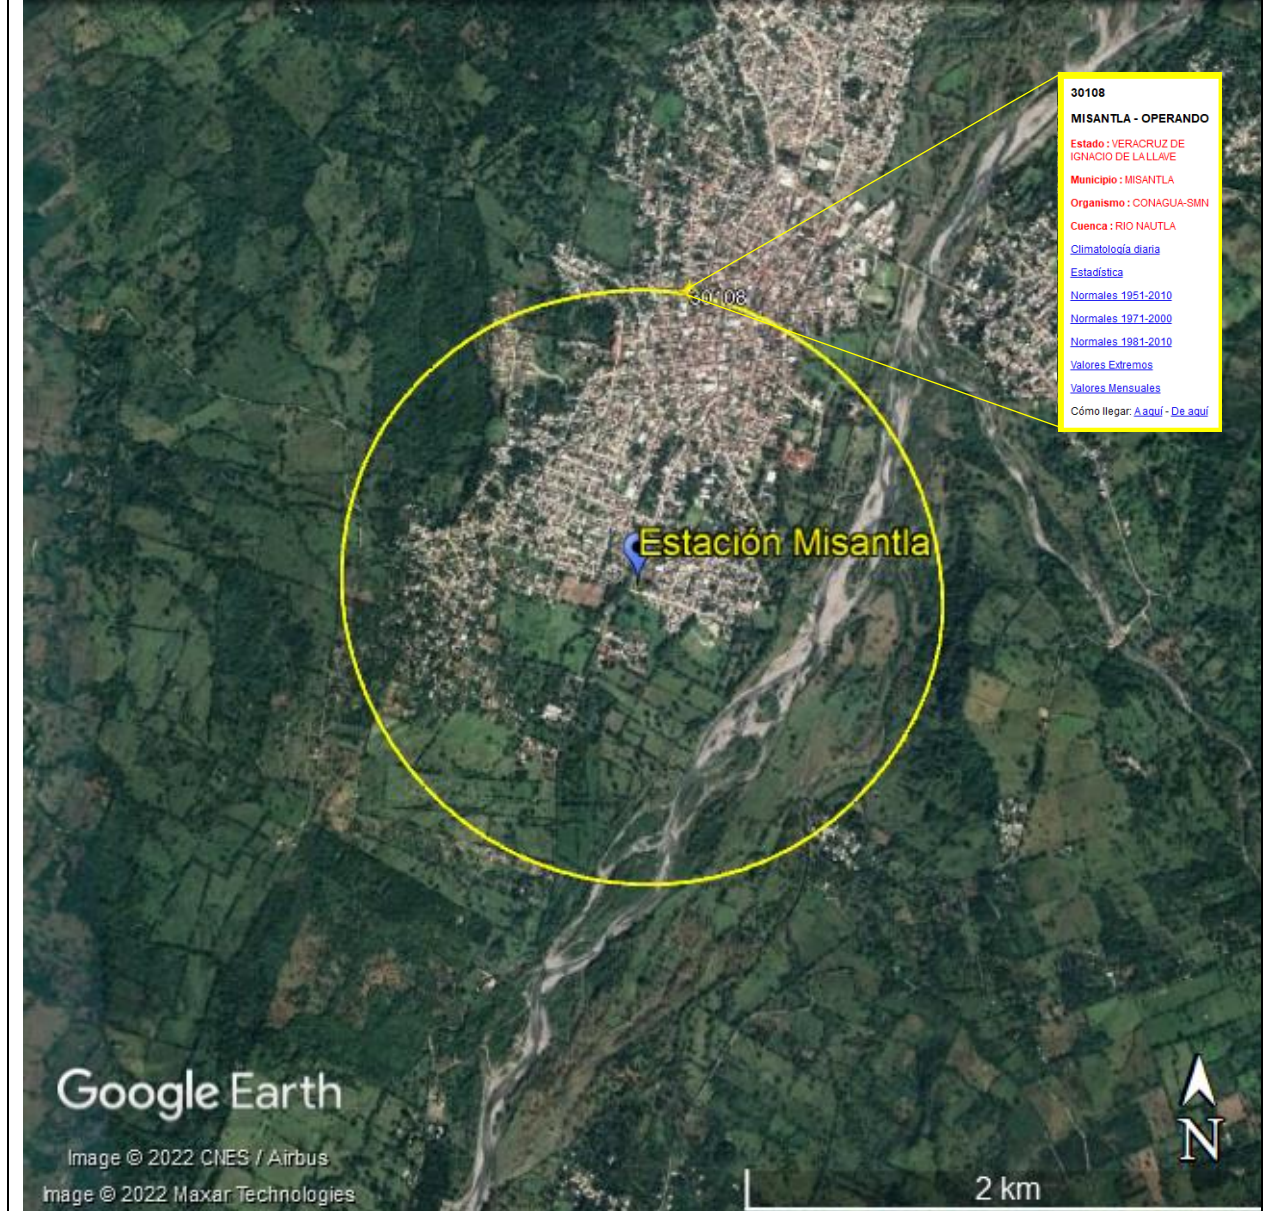 30108
MISANTLA - OPERANDO
Estado : VERACRUZ DE
IGNACIO DE LA LLAVE
Municipio : MISANTLA
Organismo : CONAGUA-SMN
Cuenca : RIO NAUTLA
Climatología diaria
Estadística
Normales 1951-2010
Normales 1971-2000
Normales 1981-2010
Valores Extremos
Valores Mensuales
Cómo llegar: A aquí - De aquí
30108
Estación Misantla
Google Earth
Image © 2022 CNES / Airbus
Image © 2022 Maxar Technologies
N
2 km